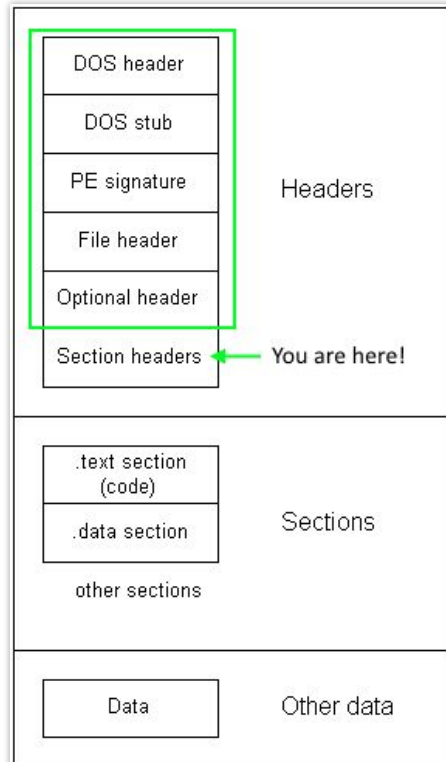 DOS header
DOS stub
PE signature
Headers
File header
Optional header
Section headers
You are here!
.text section
(code)
.data section
Sections
other sections
Data
Other data